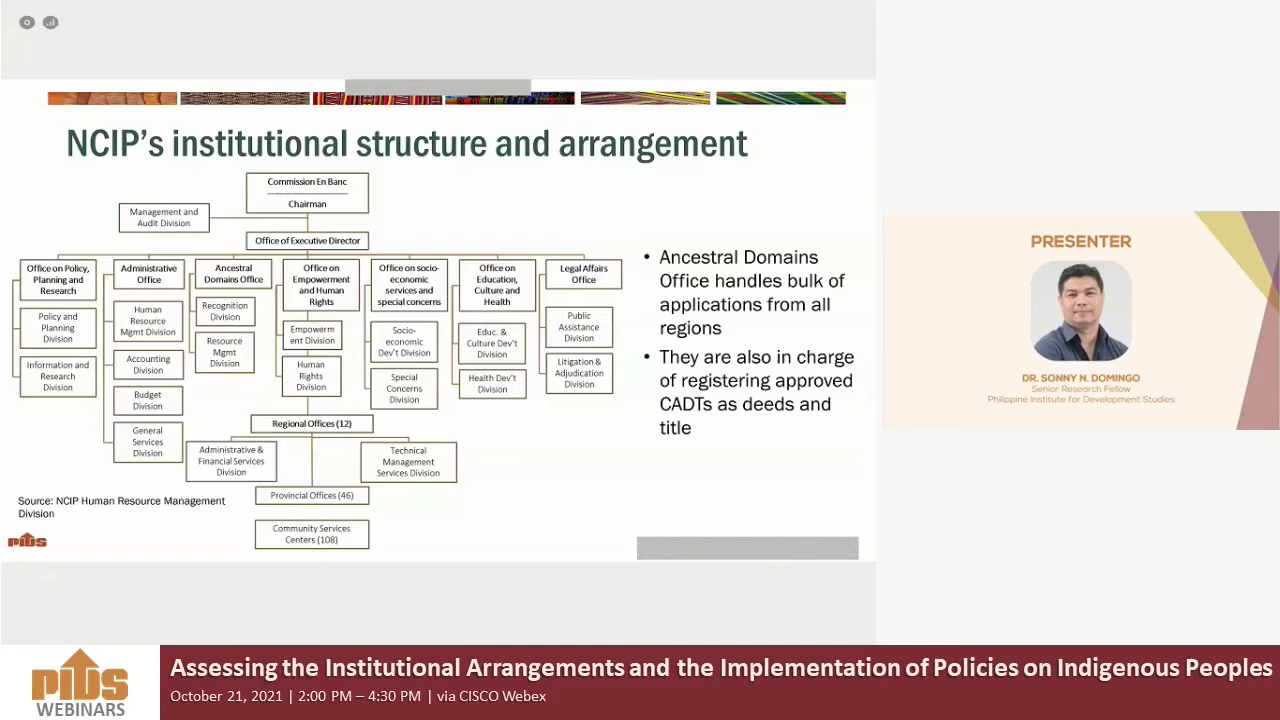 NCIP’s institutional structure and arrangement
Commission En Banc
Chairman
Management and
Audit Division
Office of Executive Director
Office on Policy,
Planning and
Research
Policy and
Planning
Division
Information and
Research
Division
Administrative
Office
Human
Resource
Mgmt Division
Accounting
Division
Budget
Division
General
Services
Division
Ancestral
Domains Office
Recognition
Division
Resource
Mgmt
Division
Office on
Empowerment
and Human
Rights
Empowerm
ent Division
Human
Rights
Division
Office on socio-
economic
services and
special concerns
Socio-
economic
Dev’t Division
Special
Concerns
Division
Office on
Education,
Culture and
Health
Educ. &
Culture Dev’t
Division
Health Dev’t
Division
Legal Affairs
Office
Public
Assistance
Division
Litigation &
Adjudication
Division
Regional Offices (12)
Administrative &
Financial Services
Division
Technical
Management
Services Division
Provincial Offices (46)
Community Services
Centers (108)
Source: NCIP Human Resource Management
Division
pids
• Ancestral Domains
Office handles bulk of
applications from all
regions
• They are also in charge
of registering approved
CADTs as deeds and
title
PRESENTER
DR. SONNY N. DOMINGO
Senior Research Fellow
Philippine Institute for Development Studies
pids
WEBINARS
Assessing the Institutional Arrangements and the Implementation of Policies on Indigenous Peoples
October 21, 2021 | 2:00 PM – 4:30 PM | via CISCO Webex